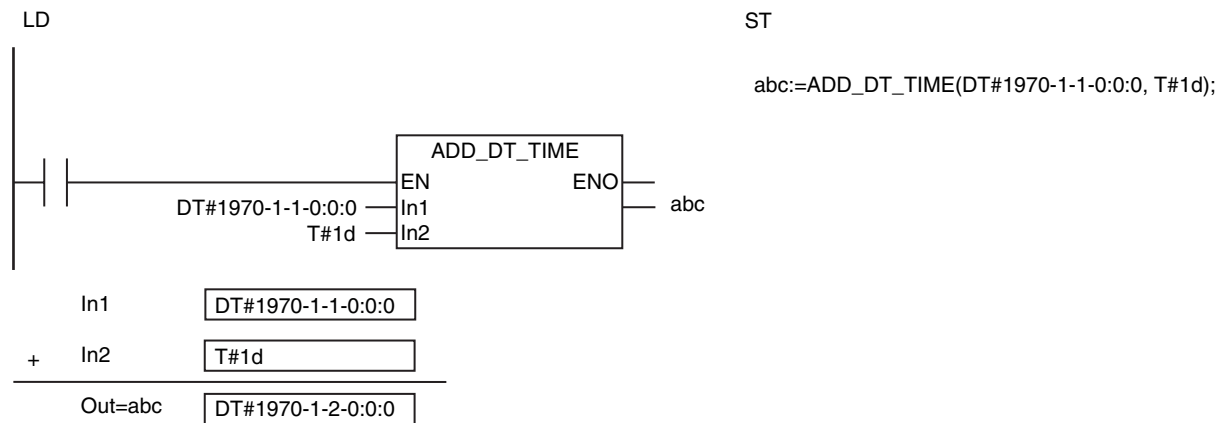 LD
ST
abc:=ADD_DT_TIME(DT#1970-1-1-0:0:0, T#1d);
ADD_DT_TIME
EN ENO
DT#1970-1-1-0:0:0 In1 abc
T#1d In2
In1 DT#1970-1-1-0:0:0
+ In2 T#1d
Out=abc DT#1970-1-2-0:0:0